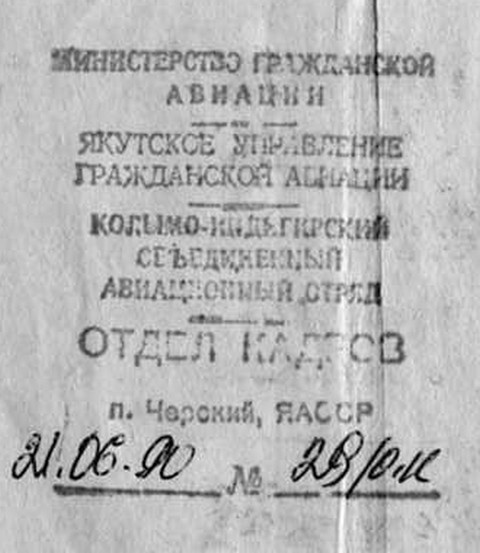 МИНИСТЕРСТВО ГРАЖДАНСКОЙ
АВИАЦИИ
ЯКУТСКОЕ УПРАВЛЕНИЕ
ГРАЖДАНСКОЙ АВИАЦИИ
КОЛЫМО-ИНДИГИРСКИЙ
ОБЪЕДИНЕННЫЙ
АВИАЦИОННЫЙ ОТРЯД
ОТДЕЛ КАДРОВ
п. Черский, ЯАССР
21.06.90 №